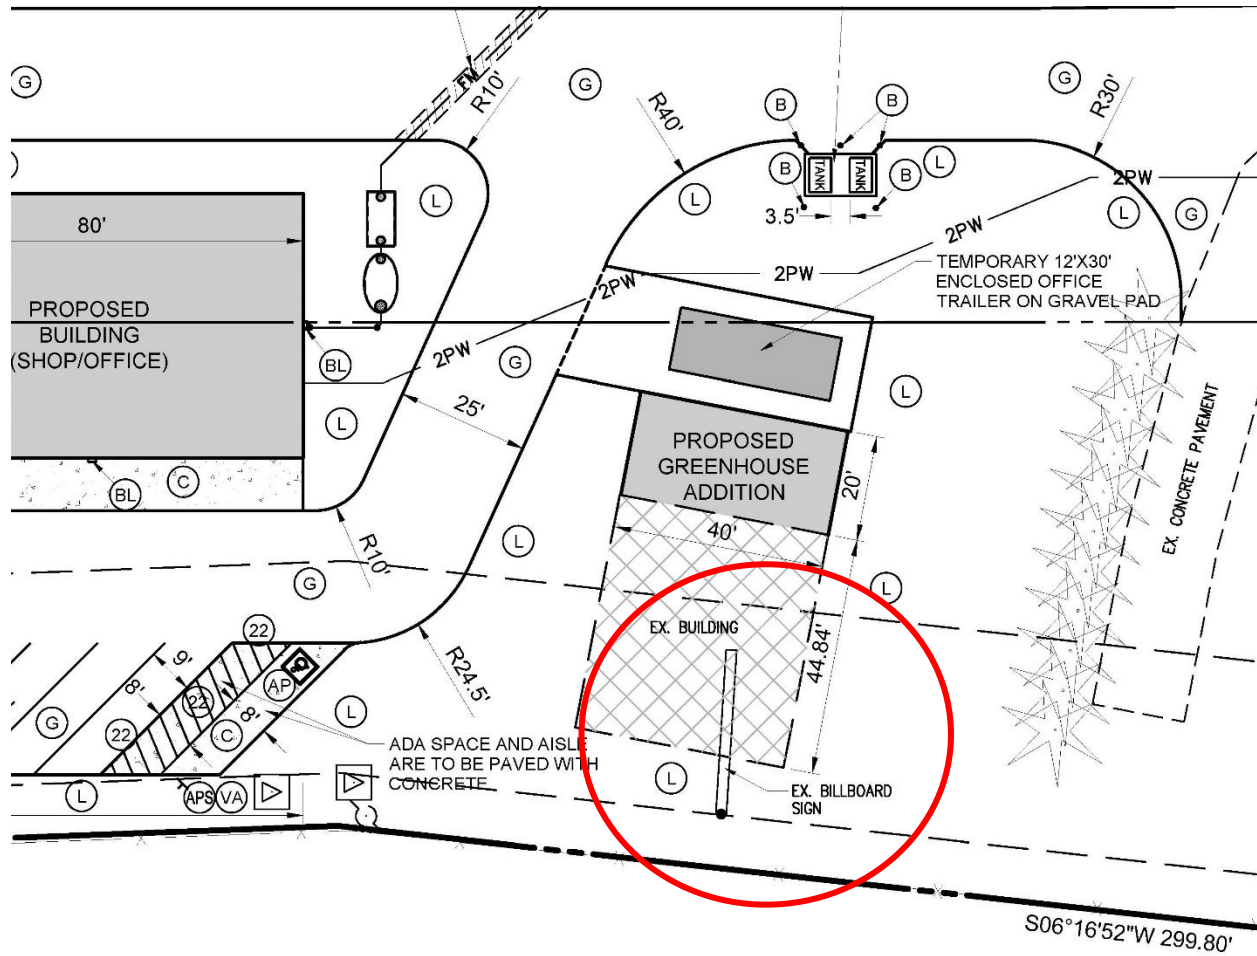 G
FM
R10'
G
R40'
B
B
G
R30'
L
L
TANK
TANK
B
B
L
2PW
L
G
3.5'
2PW
80'
TEMPORARY 12'X30'
ENCLOSED OFFICE
TRAILER ON GRAVEL PAD
2PW
2PW
PROPOSED
BUILDING
(SHOP/OFFICE)
BL
2PW
G
L
25'
L
PROPOSED
GREENHOUSE
ADDITION
20'
EX. CONCRETE PAVEMENT
BL
C
R10'
L
40'
G
L
22
EX. BUILDING
44.84'
R24.5'
9'
8'
22
AP
G
22
C
8'
L
ADA SPACE AND AISLE
ARE TO BE PAVED WITH
CONCRETE
L
L
APS
VA
EX. BILLBOARD
SIGN
S06°16'52"W 299.80'